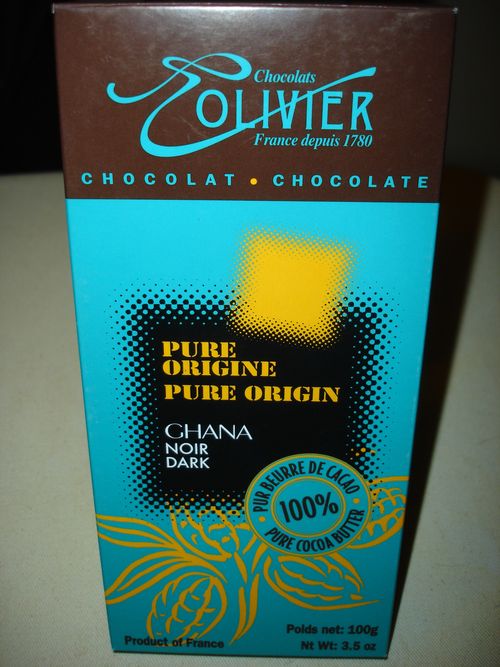 Chocolats
OLIVIER
France depuis 1780
CHOCOLAT • CHOCOLATE
PURE
ORIGINE
PURE ORIGIN
GHANA
NOIR
DARK
PUR BEURRE DE CACAO
100%
PURE COCOA BUTTER
Poids net: 100g
Product of France
Nt Wt: 3.5 oz